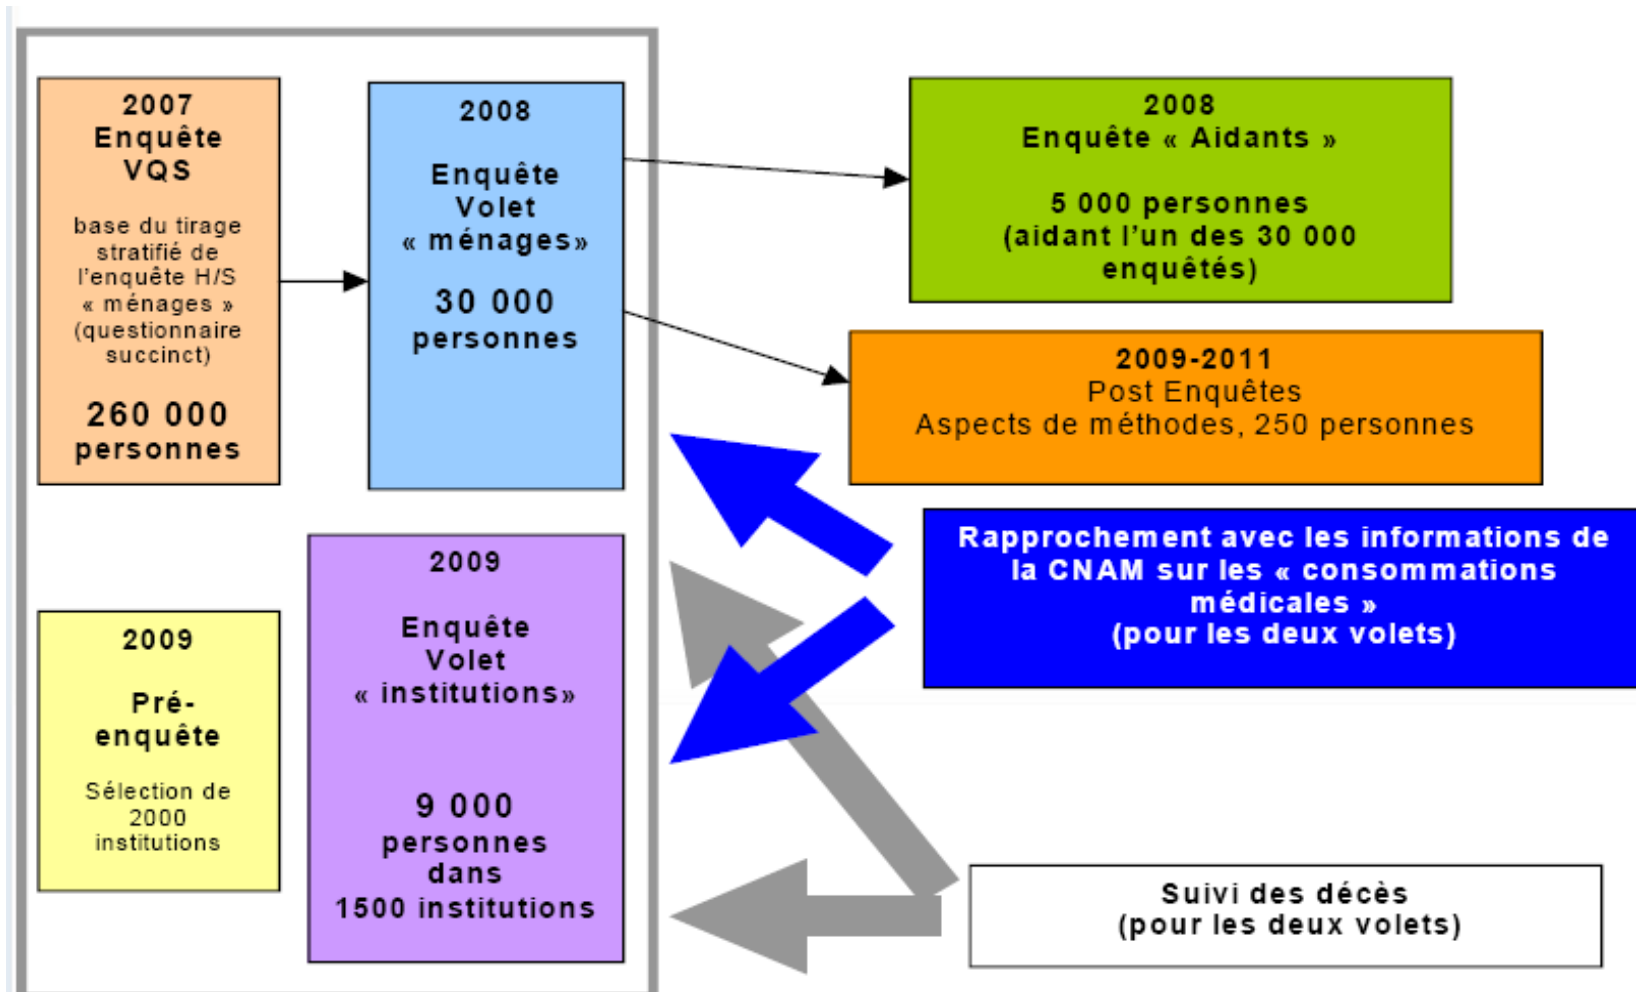 2007
Enquête
VQS
base du tirage
stratifié de
l'enquête H/S
« ménages »
(questionnaire
succinct)
260 000
personnes
2008
Enquête
Volet
« ménages»
30 000
personnes
2008
Enquête « Aidants »
5 000 personnes
(aidant l'un des 30 000
enquêtés)
2009-2011
Post Enquêtes
Aspects de méthodes, 250 personnes
Rapprochement avec les informations de
la CNAM sur les « consommations
médicales »
(pour les deux volets)
2009
Pré-
enquête
Sélection de
2000
institutions
2009
Enquête
Volet
« institutions»
9 000
personnes
dans
1500 institutions
Suivi des décès
(pour les deux volets)